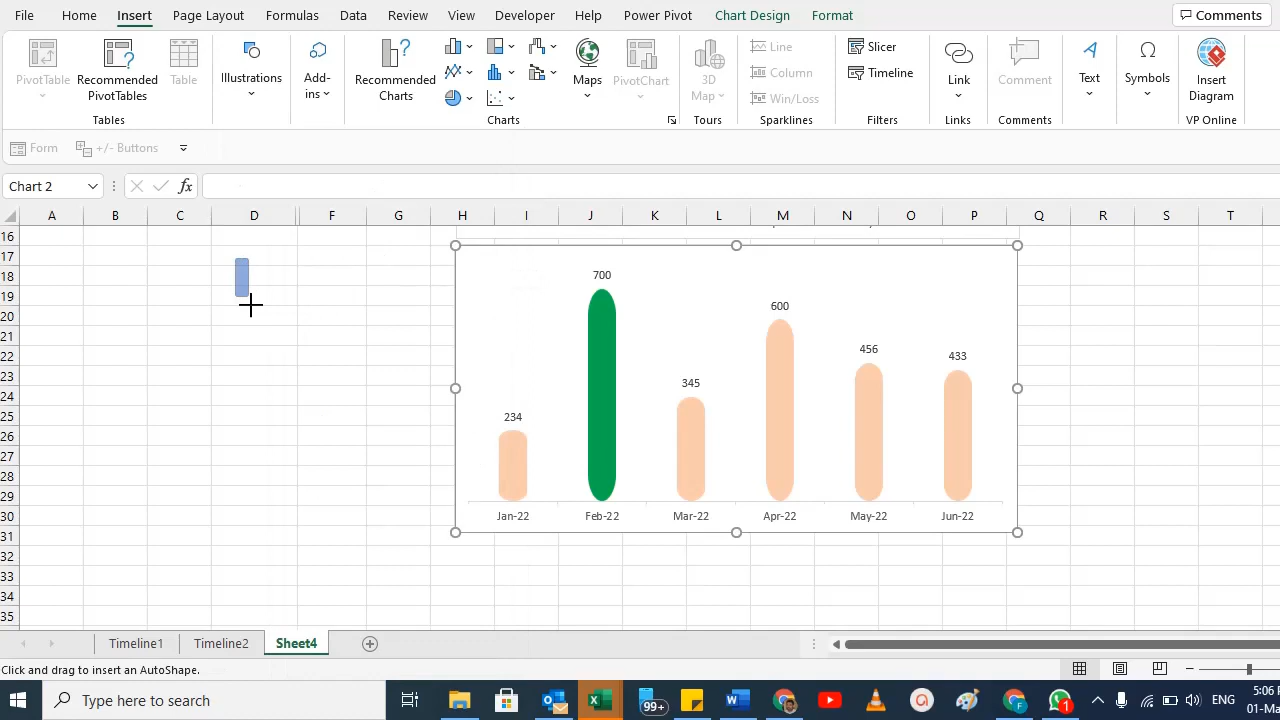 File Home Insert Page Layout Formulas Data Review View Developer Help Power Pivot Chart Design Format Comments
PivotTable Recommended PivotTables Table Illustrations Add-ins Recommended Charts Maps PivotChart 3D Map Line Column Win/Loss Slicer Timeline Link Comment Text Symbols Insert Diagram
Tables Charts Tours Sparklines Filters Links Comments VP Online
Form +/- Buttons
Chart 2 fx
A B C D F G H I J K L M N O P Q R S T
16
17
18
19
20
21
22
23
24
25
26
27
28
29
30
31
32
33
34
35
700
600
456
433
345
234
Jan-22 Feb-22 Mar-22 Apr-22 May-22 Jun-22
Timeline1 Timeline2 Sheet4
Click and drag to insert an AutoShape.
Type here to search 99+ 1 ENG 5:06